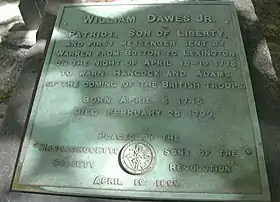 William Dawes Jr.
Patriot, Son of Liberty,
and first messenger sent by
Warren from Boston to Lexington
on the night of April 18-19 1775
to warn Hancock and Adams
of the coming of the British troops.
Born April 6 1745
Died February 25 1799
Placed by the
Massachusetts Sons of the
Society Revolution
April 19, 1899